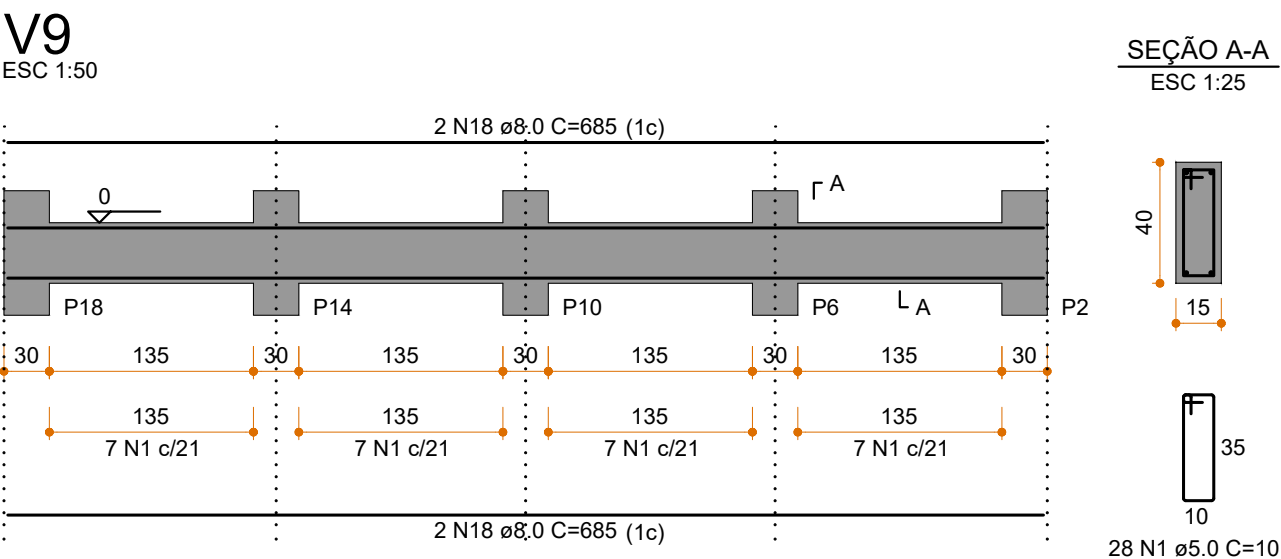 V9
ESC 1:50
SEÇÃO A-A
ESC 1:25
2 N18 ø8.0 C=685 (1c)
0
A
A
P18
P14
P10
P6
P2
40
15
30 135 30 135 30 135 30 135 30
135 135 135 135
7 N1 c/21 7 N1 c/21 7 N1 c/21 7 N1 c/21
35
10
2 N18 ø8.0 C=685 (1c)
28 N1 ø5.0 C=10